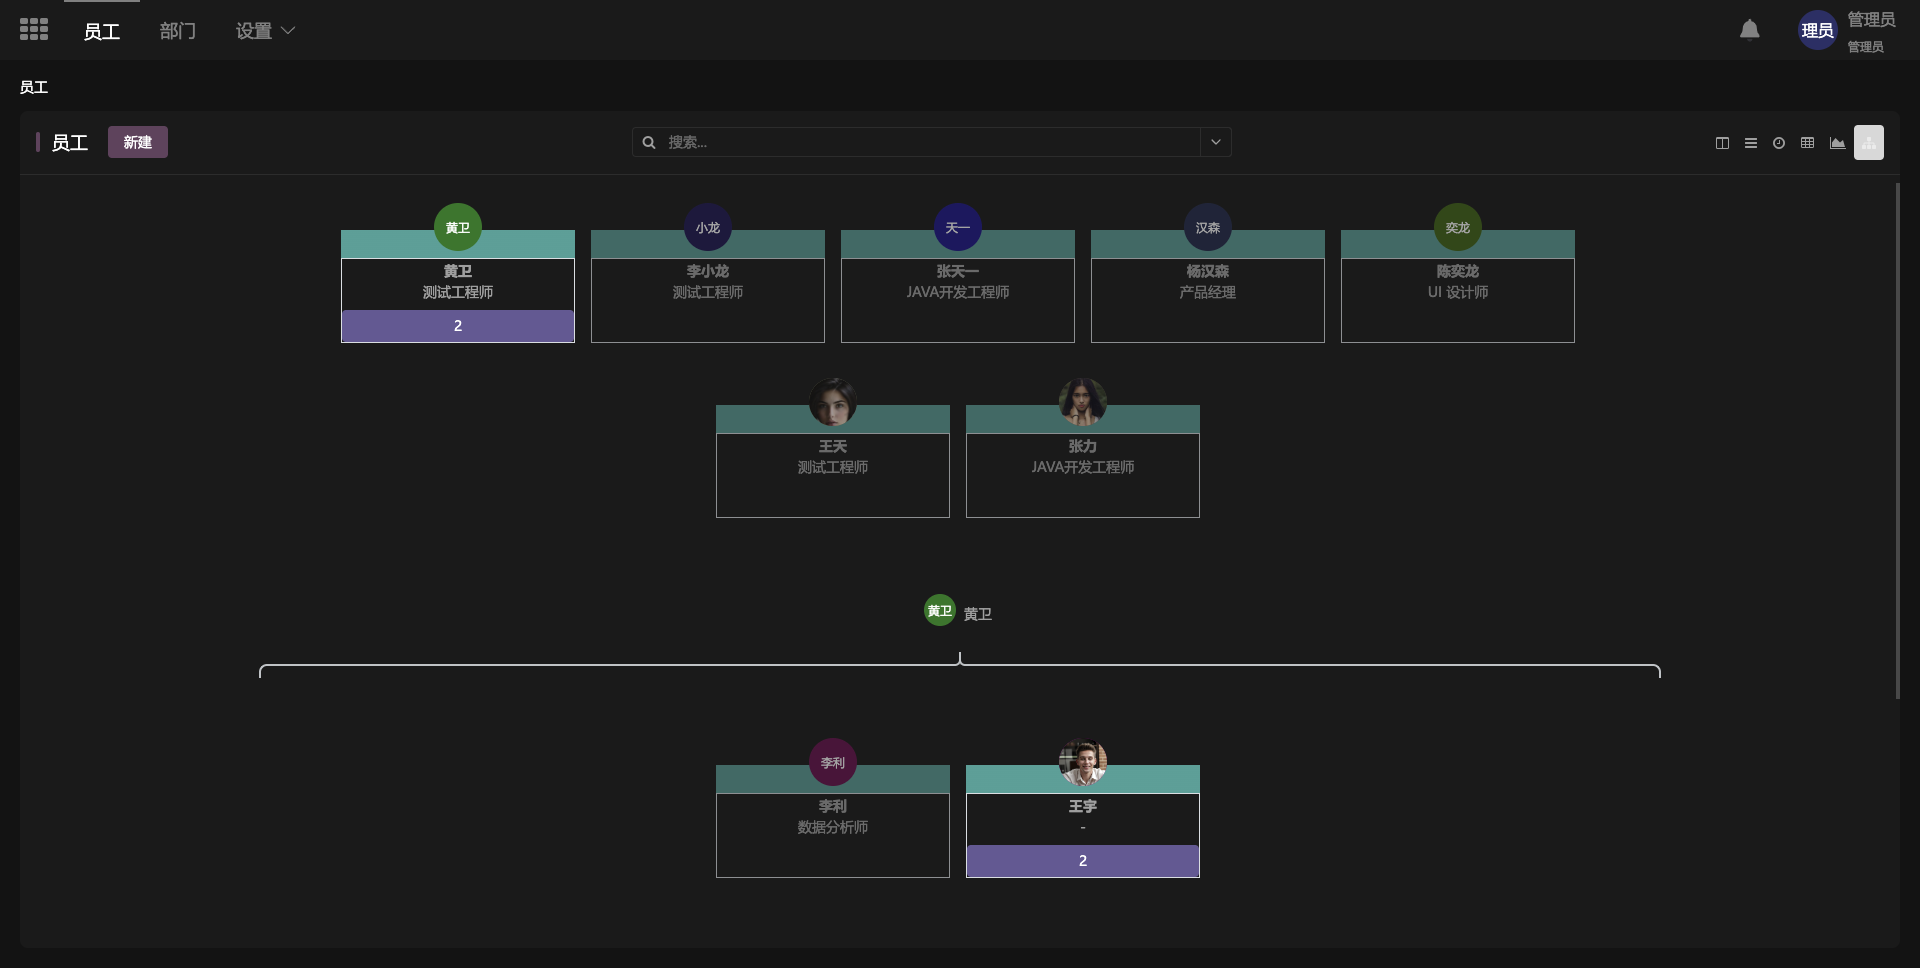 员工
部门
设置
理员
管理员
管理员
员工
员工
新建
搜索...
黄卫
黄卫
测试工程师
2
小龙
李小龙
测试工程师
天一
张天一
JAVA开发工程师
汉森
杨汉森
产品经理
奕龙
陈奕龙
UI 设计师
王天
测试工程师
张力
JAVA开发工程师
黄卫
黄卫
李利
李利
数据分析师
王宇
-
2